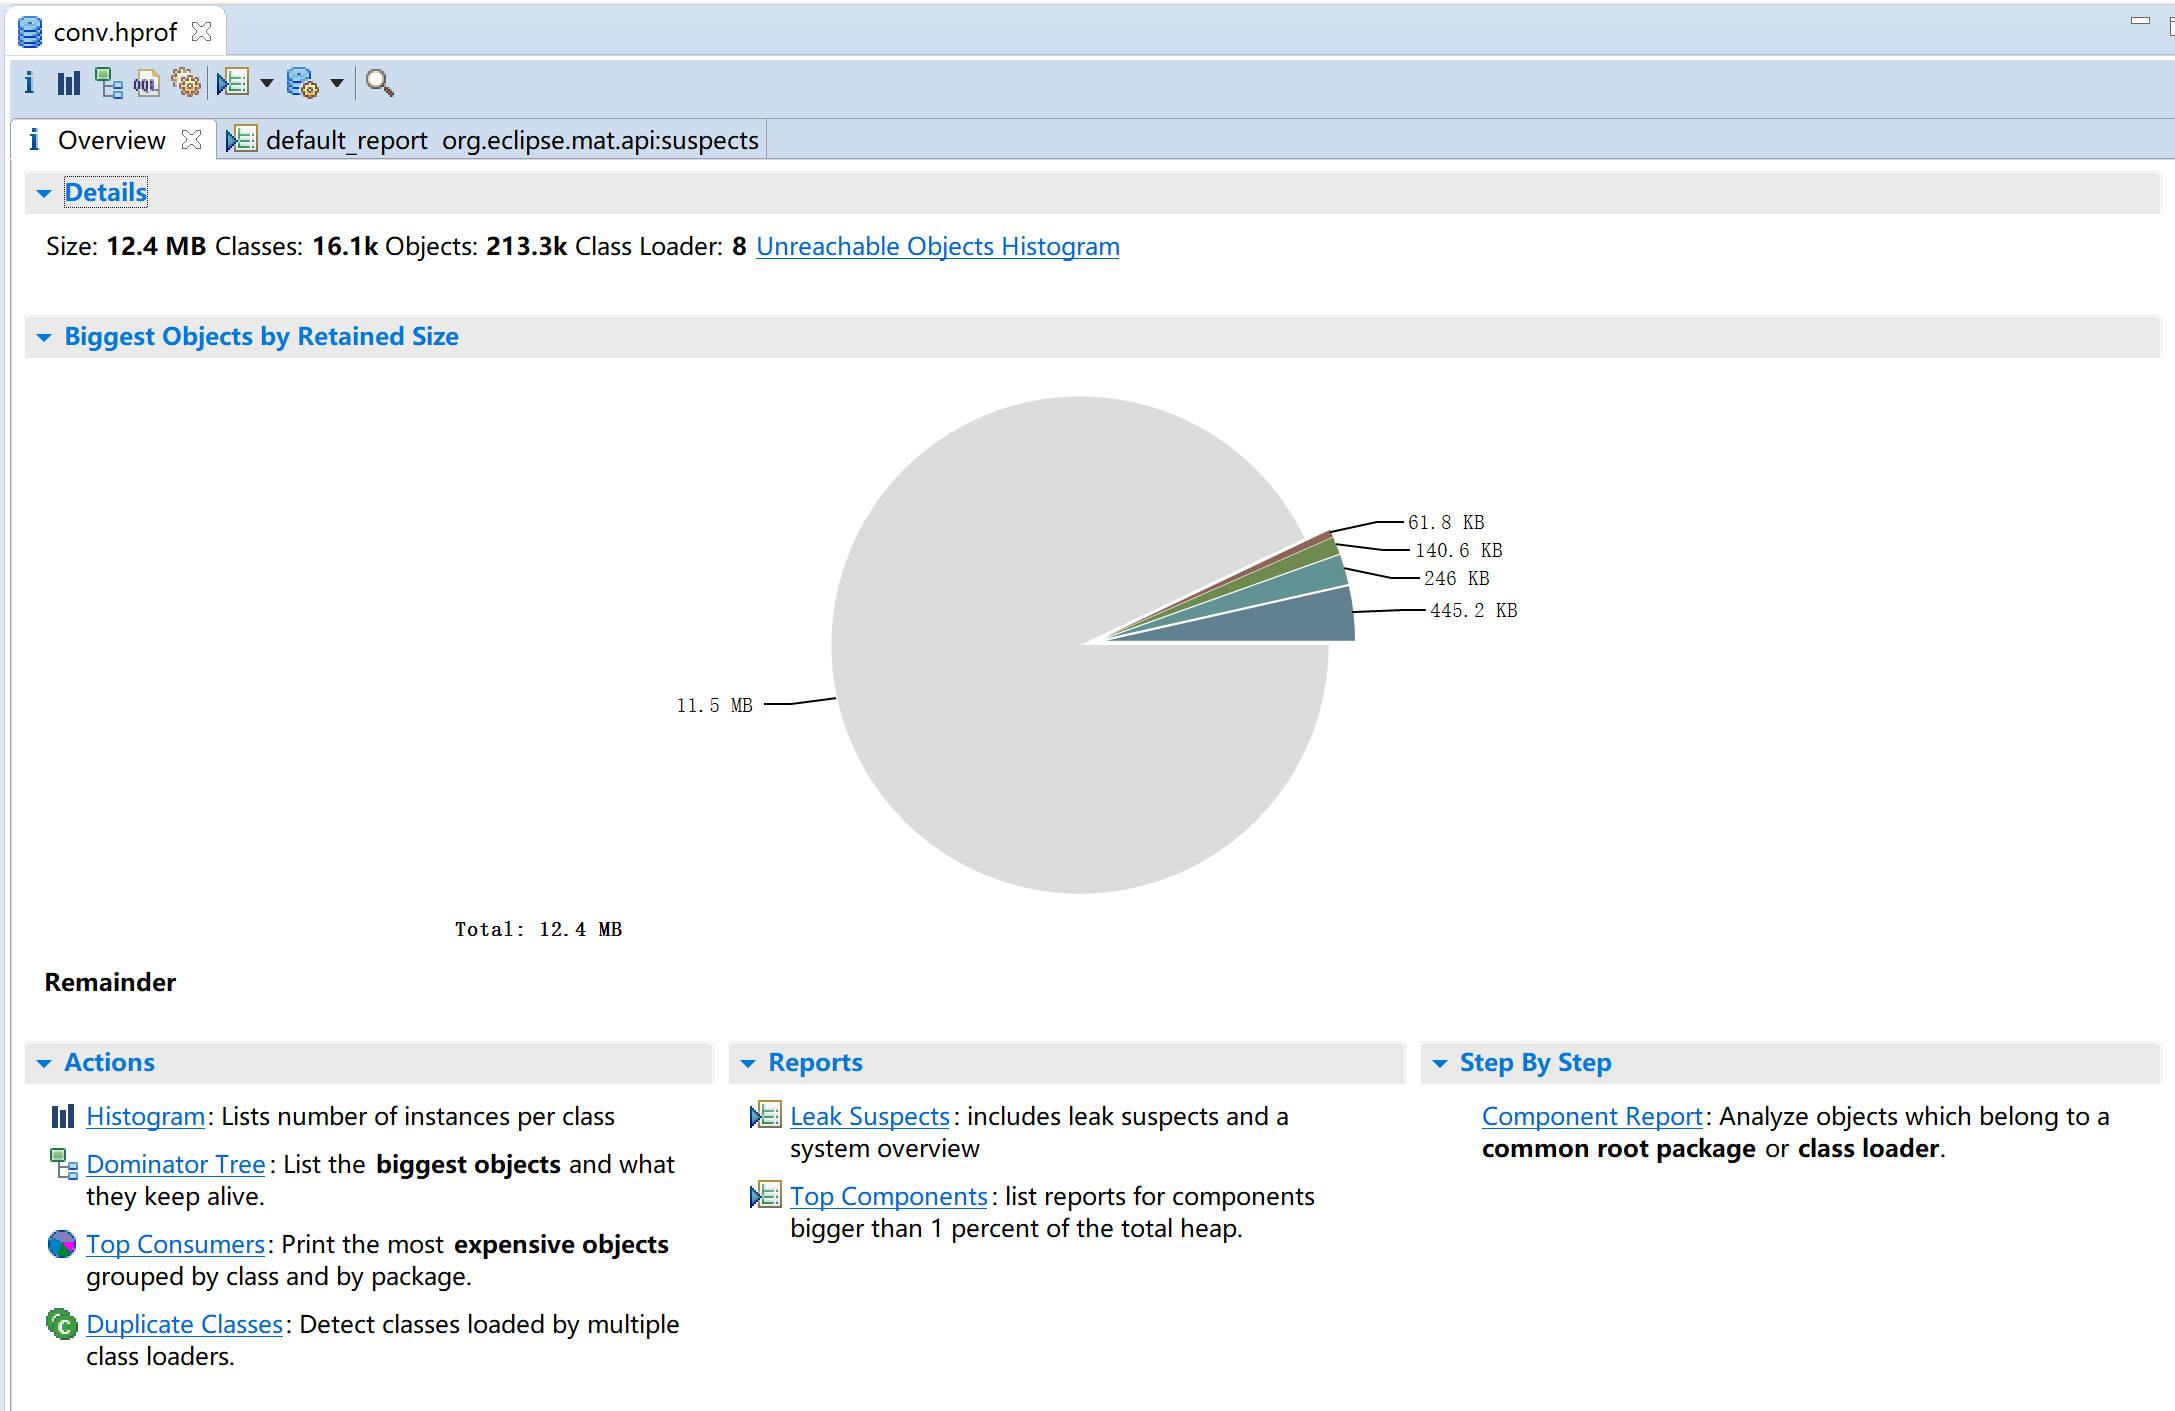 conv.hprof
i OQL
i Overview default_report org.eclipse.mat.api:suspects
Details
Size: 12.4 MB Classes: 16.1k Objects: 213.3k Class Loader: 8 Unreachable Objects Histogram
Biggest Objects by Retained Size
61.8 KB
140.6 KB
246 KB
445.2 KB
11.5 MB
Total: 12.4 MB
Remainder
Actions
Histogram: Lists number of instances per class
Dominator Tree: List the biggest objects and what
they keep alive.
Top Consumers: Print the most expensive objects
grouped by class and by package.
C Duplicate Classes: Detect classes loaded by multiple
class loaders.
Reports
Leak Suspects: includes leak suspects and a
system overview
Top Components: list reports for components
bigger than 1 percent of the total heap.
Step By Step
Component Report: Analyze objects which belong to a
common root package or class loader.